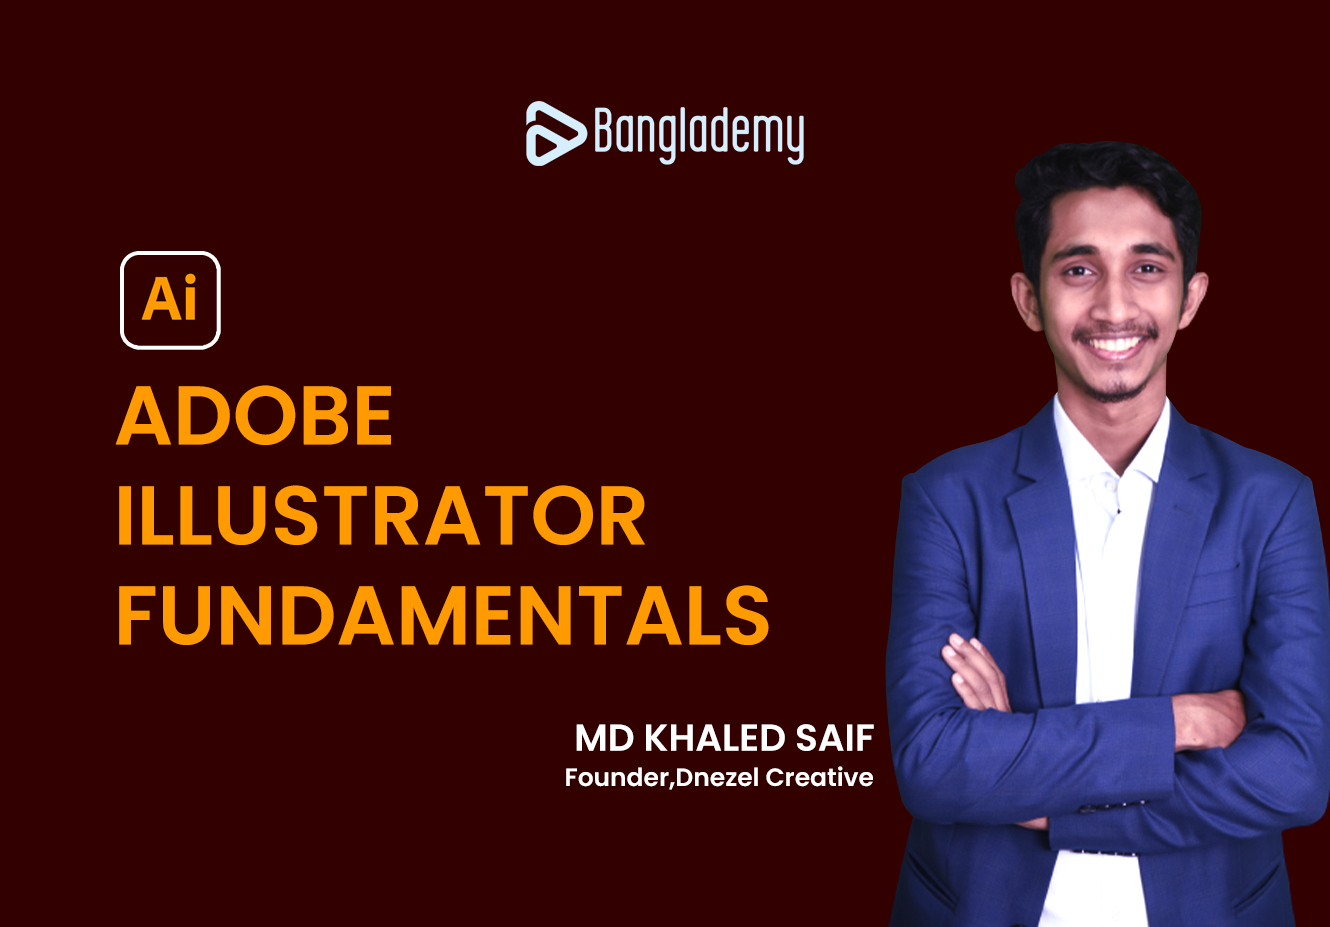 Banglademy
Ai
ADOBE
ILLUSTRATOR
FUNDAMENTALS
MD KHALED SAIF
Founder,Dnezel Creative